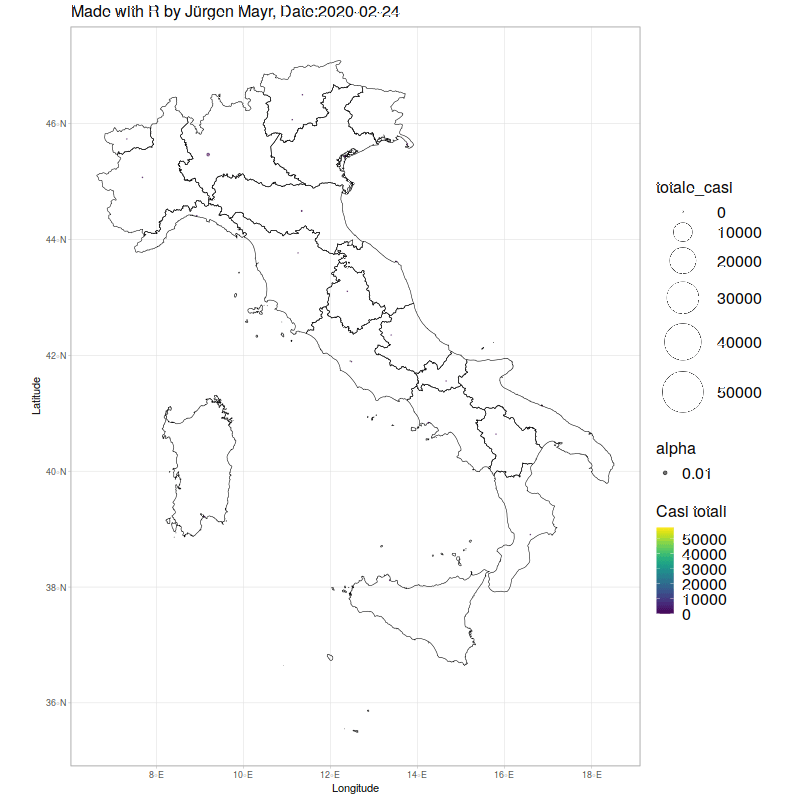 Made with R by Jürgen Mayr, Date:2020-02-24
46°N
44°N
42°N
40°N
38°N
36°N
Latitude
8°E
10°E
12°E
14°E
16°E
18°E
Longitude
totale_casi
0
10000
20000
30000
40000
50000
alpha
0.01
Casi totali
50000
40000
30000
20000
10000
0